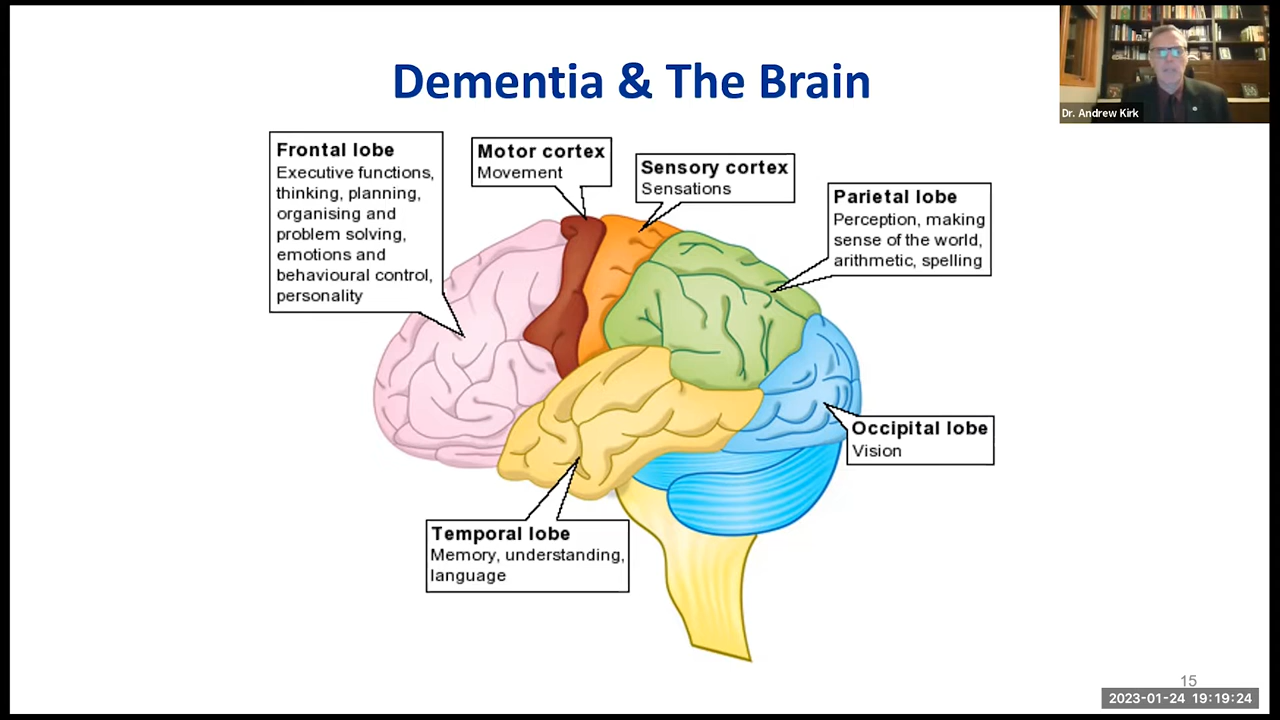 Dementia & The Brain
Dr. Andrew Kirk
Frontal lobe
Executive functions,
thinking, planning,
organising and
problem solving,
emotions and
behavioural control,
personality
Motor cortex
Movement
Sensory cortex
Sensations
Parietal lobe
Perception, making
sense of the world,
arithmetic, spelling
Occipital lobe
Vision
Temporal lobe
Memory, understanding,
language
15
2023-01-24 19:19:24